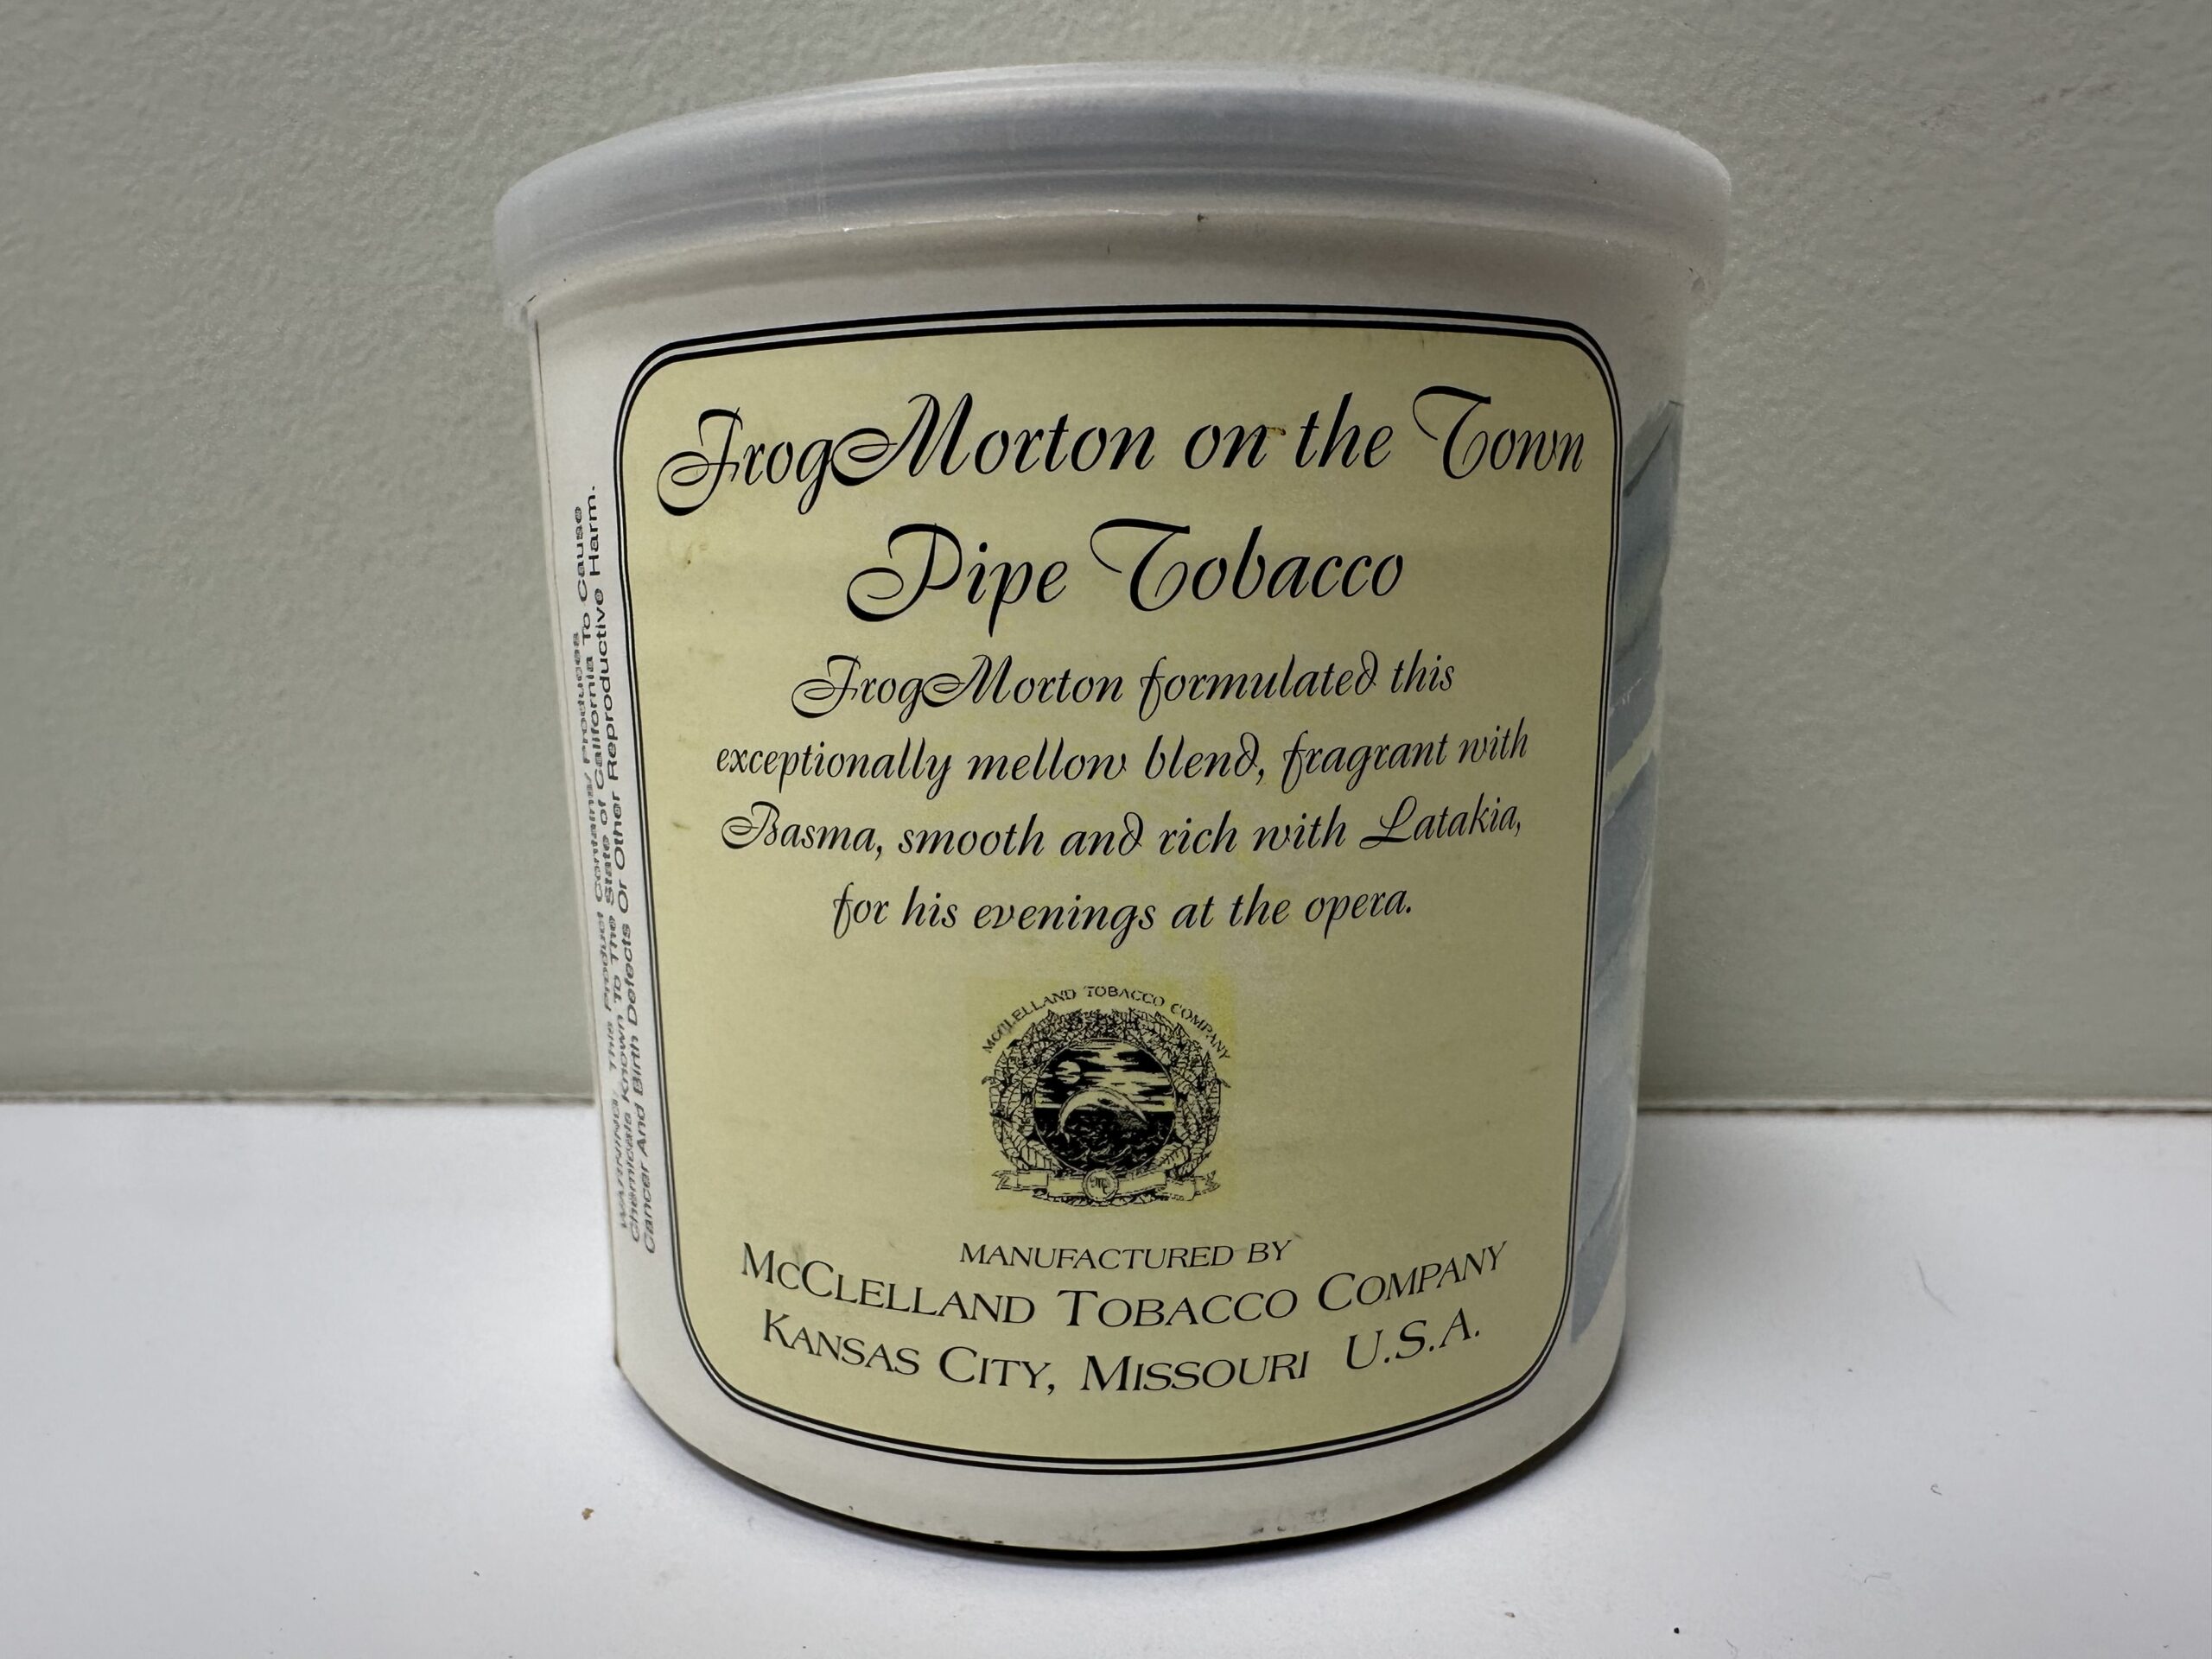 FrogMorton on the Town
Pipe Tobacco
FrogMorton formulated this
exceptionally mellow blend, fragrant with
Basma, smooth and rich with Latakia,
for his evenings at the opera.
McCLELLAND TOBACCO COMPANY
MANUFACTURED BY
McCLELLAND TOBACCO COMPANY
KANSAS CITY, MISSOURI U.S.A.
WARNING: This Product Contains/Produces
Chemicals Known To The State of California To Cause
Cancer And Birth Defects Or Other Reproductive Harm.